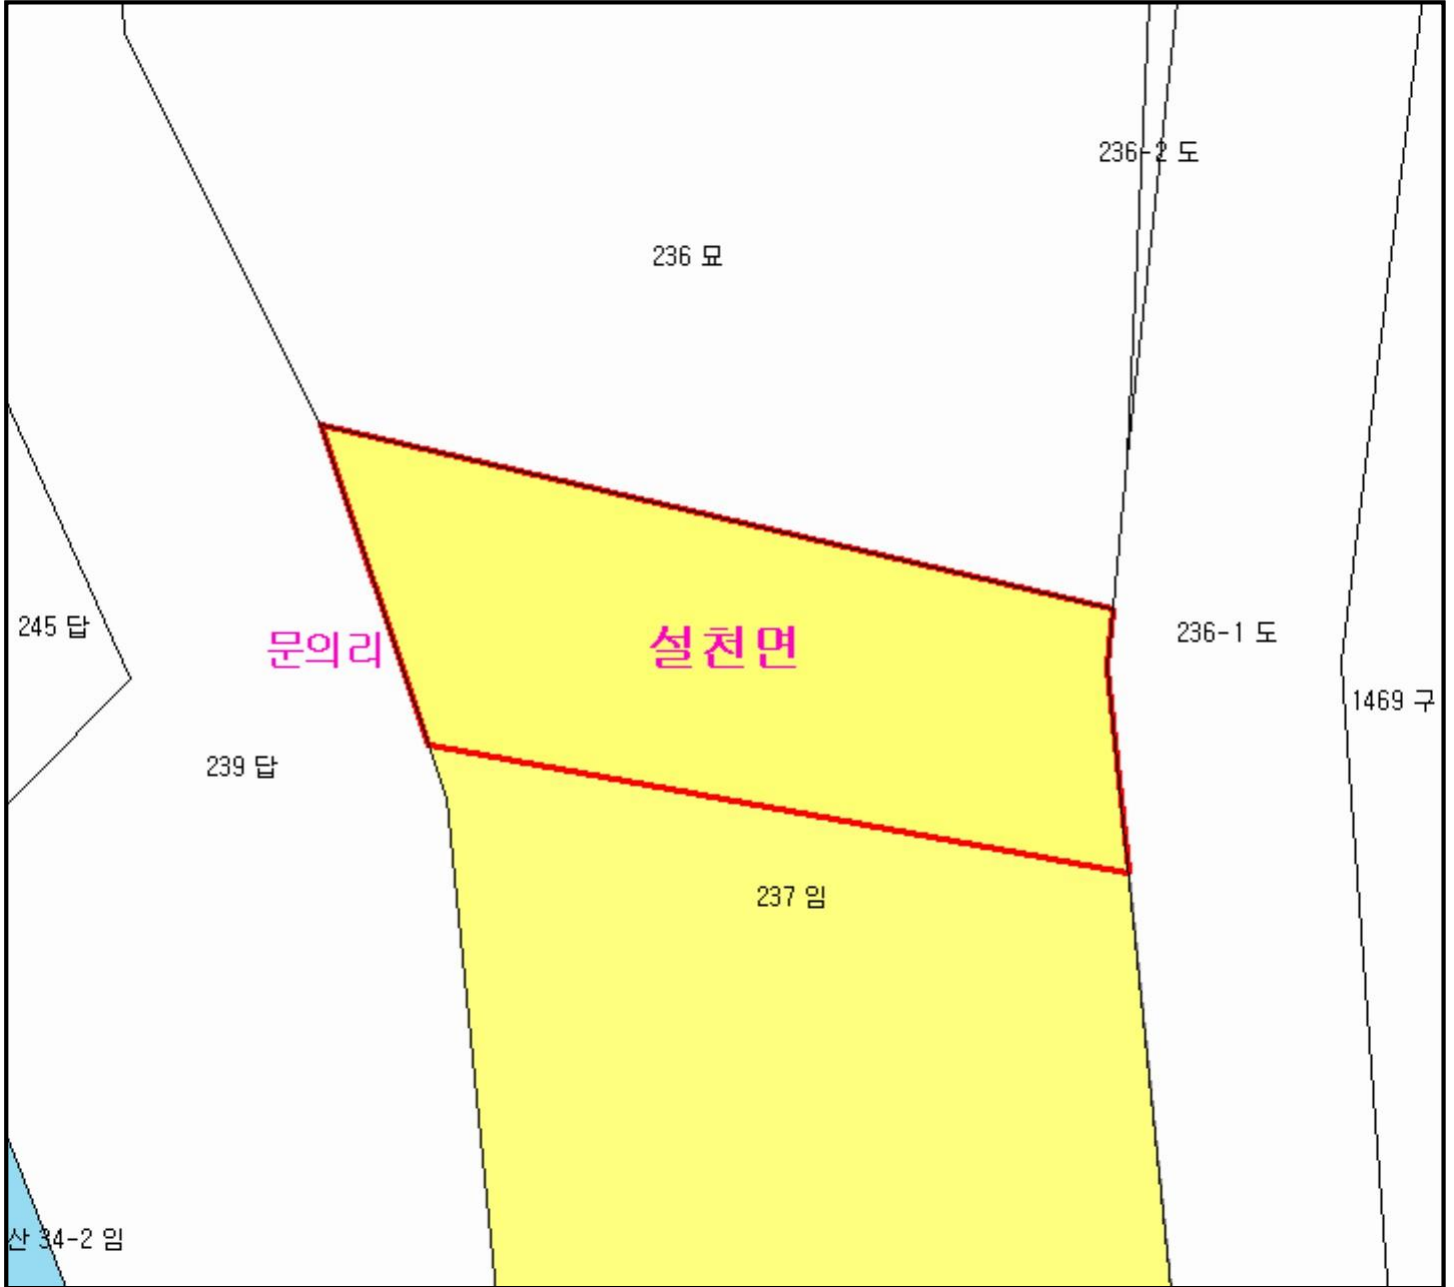 236-2 도
236 묘
245 답
문의리
설천면
236-1 도
1469 구
239 답
237 임
산 34-2 임